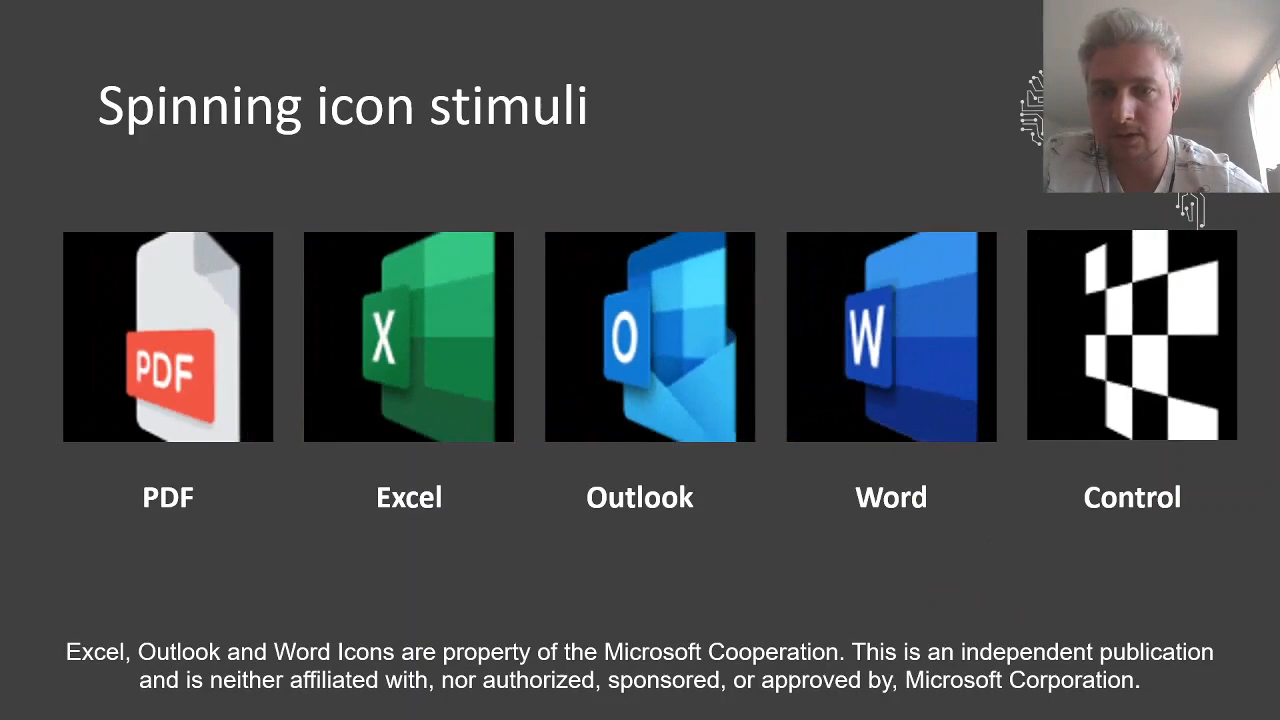 Spinning icon stimuli
PDF
X
O
W
PDF
Excel
Outlook
Word
Control
Excel, Outlook and Word Icons are property of the Microsoft Cooperation. This is an independent publication
and is neither affiliated with, nor authorized, sponsored, or approved by, Microsoft Corporation.